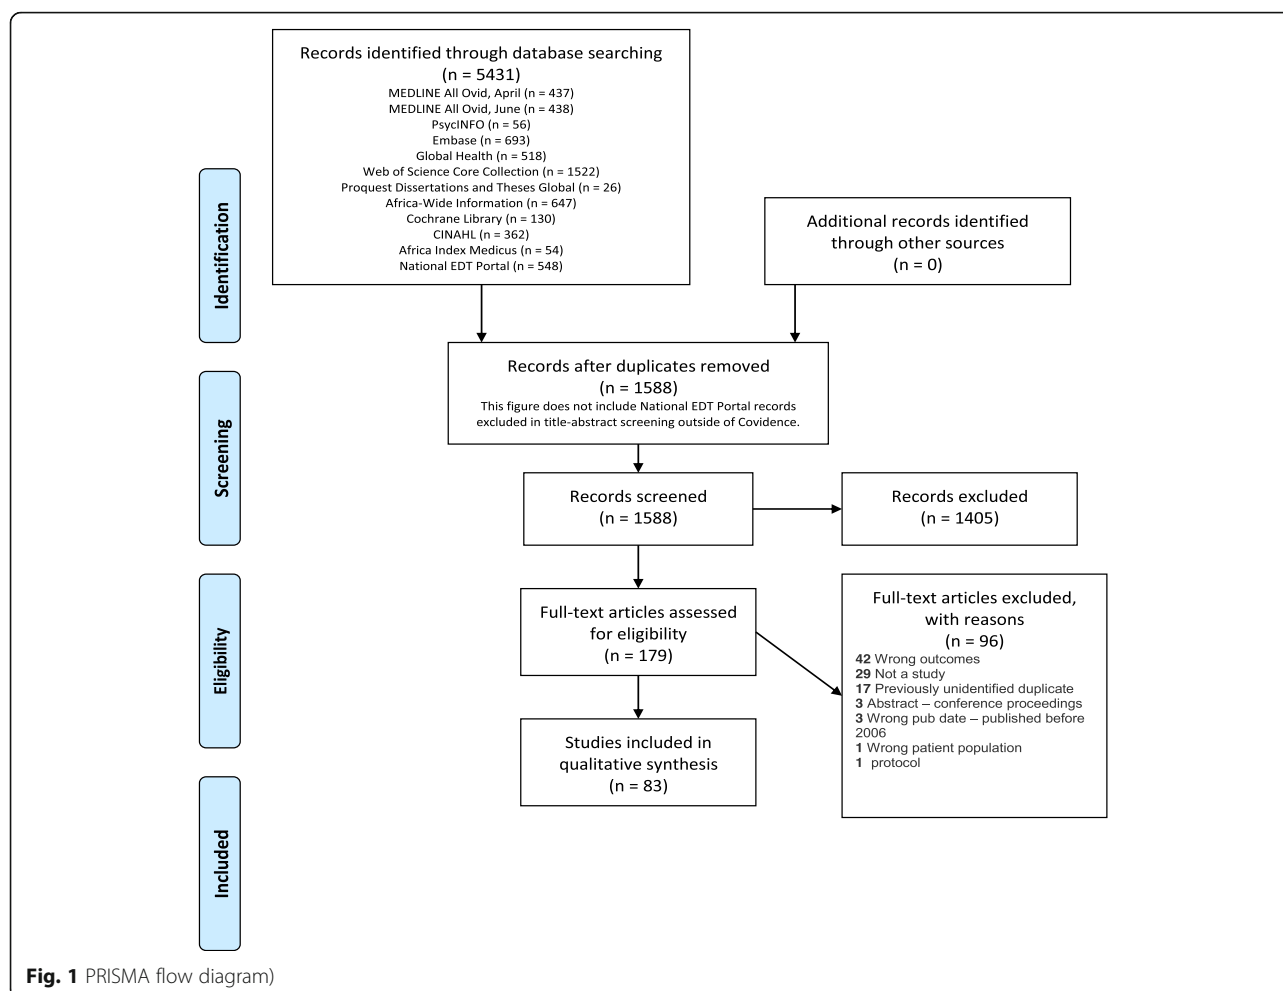 Records identified through database searching
(n = 5431)
MEDLINE All Ovid, April (n = 437)
MEDLINE All Ovid, June (n = 438)
PsycINFO (n = 56)
Embase (n = 693)
Global Health (n = 518)
Web of Science Core Collection (n = 1522)
Proquest Dissertations and Theses Global (n = 26)
Africa-Wide Information (n = 647)
Cochrane Library (n = 130)
CINAHL (n = 362)
Africa Index Medicus (n = 54)
National EDT Portal (n = 548)
Additional records identified
through other sources
(n = 0)
Identification
Records after duplicates removed
(n = 1588)
This figure does not include National EDT Portal records
excluded in title-abstract screening outside of Covidence.
Screening
Records screened
(n = 1588)
Records excluded
(n = 1405)
Full-text articles assessed
for eligibility
(n = 179)
Full-text articles excluded,
with reasons
(n = 96)
42 Wrong outcomes
29 Not a study
17 Previously unidentified duplicate
3 Abstract – conference proceedings
3 Wrong pub date – published before
2006
1 Wrong patient population
1 protocol
Eligibility
Studies included in
qualitative synthesis
(n = 83)
Included
Fig. 1 PRISMA flow diagram)